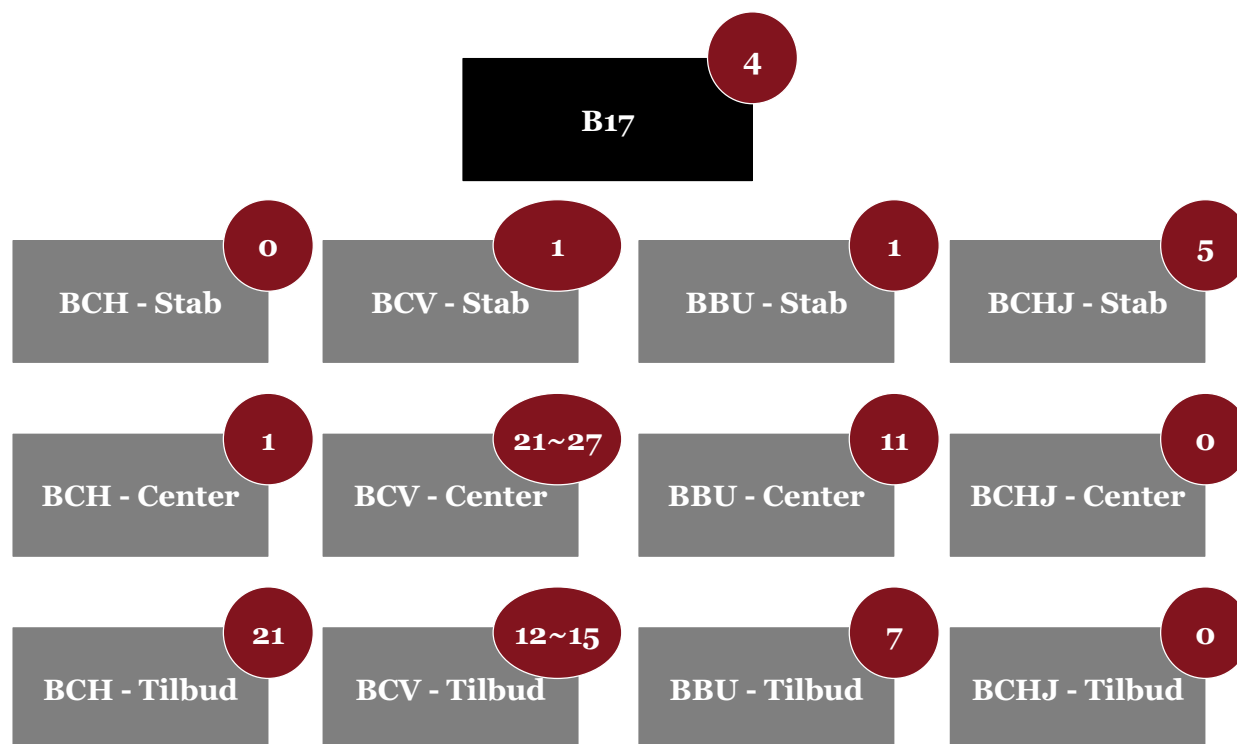 4
B17
0
1
1
5
BCH - Stab
BCV - Stab
BBU - Stab
BCHJ - Stab
1
21~27
11
0
BCH - Center
BCV - Center
BBU - Center
BCHJ - Center
21
12~15
7
0
BCH - Tilbud
BCV - Tilbud
BBU - Tilbud
BCHJ - Tilbud